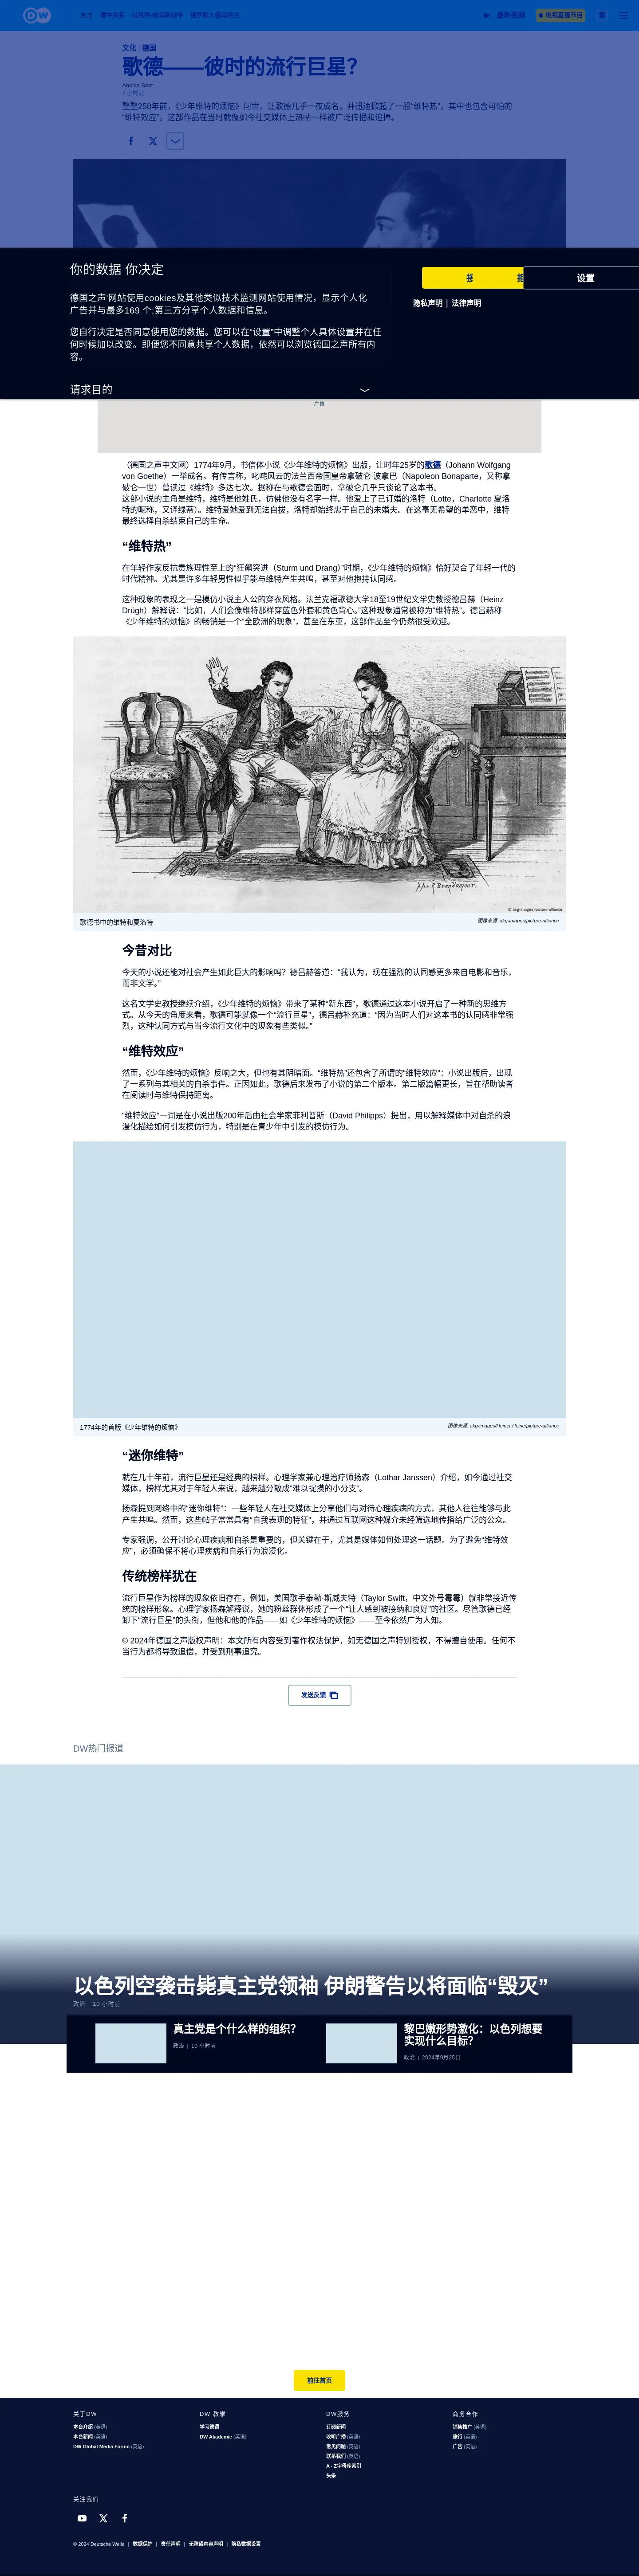 DW
德中关系
以色列-哈马斯战争
俄罗斯入侵乌克兰
最新视频
电视直播节目
文化 | 德国
歌德——彼时的流行巨星？
4 小时前
整整250年前，《少年维特的烦恼》问世，让歌德几乎一夜成名，并迅速掀起了一股“维特热”，其中也包含可怕的
“维特效应”。这部作品在当时就像如今社交媒体上热帖一样被广泛传播和追捧。
你的数据 你决定
德国之声'网站使用cookies及其他类似技术监测网站使用情况，显示个人化
广告并与最多169 个;第三方分享个人数据和信息。
您自行决定是否同意使用您的数据。您可以在“设置”中调整个人具体设置并在任
何时候加以改变。即便您不同意共享个人数据，依然可以浏览德国之声所有内
容。
请求目的
设置
隐私声明 | 法律声明
广告
（德国之声中文网）1774年9月，书信体小说《少年维特的烦恼》出版，让时年25岁的歌德（Johann Wolfgang
von Goethe）一举成名。有传言称，叱咤风云的法兰西帝国皇帝拿破仑·波拿巴（Napoleon Bonaparte，又称拿
破仑一世）曾读过《维特》多达七次。据称在与歌德会面时，拿破仑几乎只谈论了这本书。
这部小说的主角是维特，维特是他姓氏，仿佛他没有名字一样。他爱上了已订婚的洛特（Lotte，Charlotte 夏洛
特的昵称，又译绿蒂）。维特爱她爱到无法自拔，洛特却始终忠于自己的未婚夫。在这毫无希望的单恋中，维特
最终选择自杀结束自己的生命。
“维特热”
在年轻作家反抗贵族理性至上的“狂飙突进（Sturm und Drang）”时期，《少年维特的烦恼》恰好契合了年轻一代的
时代精神。尤其是许多年轻男性似乎能与维特产生共鸣，甚至对他抱持认同感。
这种现象的表现之一是模仿小说主人公的穿衣风格。法兰克福歌德大学18至19世纪文学史教授德吕赫（Heinz
Drügh）解释说：“比如，人们会像维特那样穿蓝色外套和黄色背心。”这种现象通常被称为“维特热”。德吕赫称
《少年维特的烦恼》的畅销是一个“全欧洲的现象”，甚至在东亚，这部作品至今仍然很受欢迎。
© akg-images/picture-alliance
歌德书中的维特和夏洛特
图像来源: akg-images/picture-alliance
今昔对比
今天的小说还能对社会产生如此巨大的影响吗？德吕赫答道：“我认为，现在强烈的认同感更多来自电影和音乐，
而非文学。”
这名文学史教授继续介绍，《少年维特的烦恼》带来了某种“新东西”，歌德通过这本小说开启了一种新的思维方
式。从今天的角度来看，歌德可能就像一个“流行巨星”，德吕赫补充道：“因为当时人们对这本书的认同感非常强
烈，这种认同方式与当今流行文化中的现象有些类似。”
“维特效应”
然而，《少年维特的烦恼》反响之大，但也有其阴暗面。“维特热”还包含了所谓的“维特效应”：小说出版后，出现
了一系列与其相关的自杀事件。正因如此，歌德后来发布了小说的第二个版本。第二版篇幅更长，旨在帮助读者
在阅读时与维特保持距离。
“维特效应”一词是在小说出版200年后由社会学家菲利普斯（David Philipps）提出，用以解释媒体中对自杀的浪
漫化描绘如何引发模仿行为，特别是在青少年中引发的模仿行为。
1774年的首版《少年维特的烦恼》
图像来源: akg-images/Heiner Heine/picture-alliance
“迷你维特”
就在几十年前，流行巨星还是经典的榜样。心理学家兼心理治疗师扬森（Lothar Janssen）介绍，如今通过社交
媒体，榜样尤其对于年轻人来说，越来越分散成“难以捉摸的小分支”。
扬森提到网络中的“迷你维特”：一些年轻人在社交媒体上分享他们与对待心理疾病的方式，其他人往往能够与此
产生共鸣。然而，这些帖子常常具有“自我表现的特征”，并通过互联网这种媒介未经筛选地传播给广泛的公众。
专家强调，公开讨论心理疾病和自杀是重要的，但关键在于，尤其是媒体如何处理这一话题。为了避免“维特效
应”，必须确保不将心理疾病和自杀行为浪漫化。
传统榜样犹在
流行巨星作为榜样的现象依旧存在，例如，美国歌手泰勒·斯威夫特（Taylor Swift，中文外号霉霉）就非常接近传
统的榜样形象。心理学家扬森解释说，她的粉丝群体形成了一个“让人感到被接纳和良好”的社区。尽管歌德已经
卸下“流行巨星”的头衔，但他和他的作品——如《少年维特的烦恼》——至今依然广为人知。
© 2024年德国之声版权声明：本文所有内容受到著作权法保护，如无德国之声特别授权，不得擅自使用。任何不
当行为都将导致追偿，并受到刑事追究。
发送反馈
DW热门报道
以色列空袭击毙真主党领袖 伊朗警告以将面临“毁灭”
政治 | 10 小时前
真主党是个什么样的组织？
政治 | 10 小时前
黎巴嫩形势激化：以色列想要
实现什么目标？
政治 | 2024年9月25日
前往首页
关于DW
本台介绍 (英语)
本台新闻 (英语)
DW Global Media Forum (英语)
DW 教學
学习德语
DW Akademie (英语)
DW服务
订阅新闻
收听广播 (英语)
常见问题 (英语)
联系我们 (英语)
A - Z字母序索引
头条
商务合作
销售推广 (英语)
旅行 (英语)
广告 (英语)
关注我们
© 2024 Deutsche Welle | 数据保护 | 责任声明 | 无障碍内容声明 | 隐私数据设置